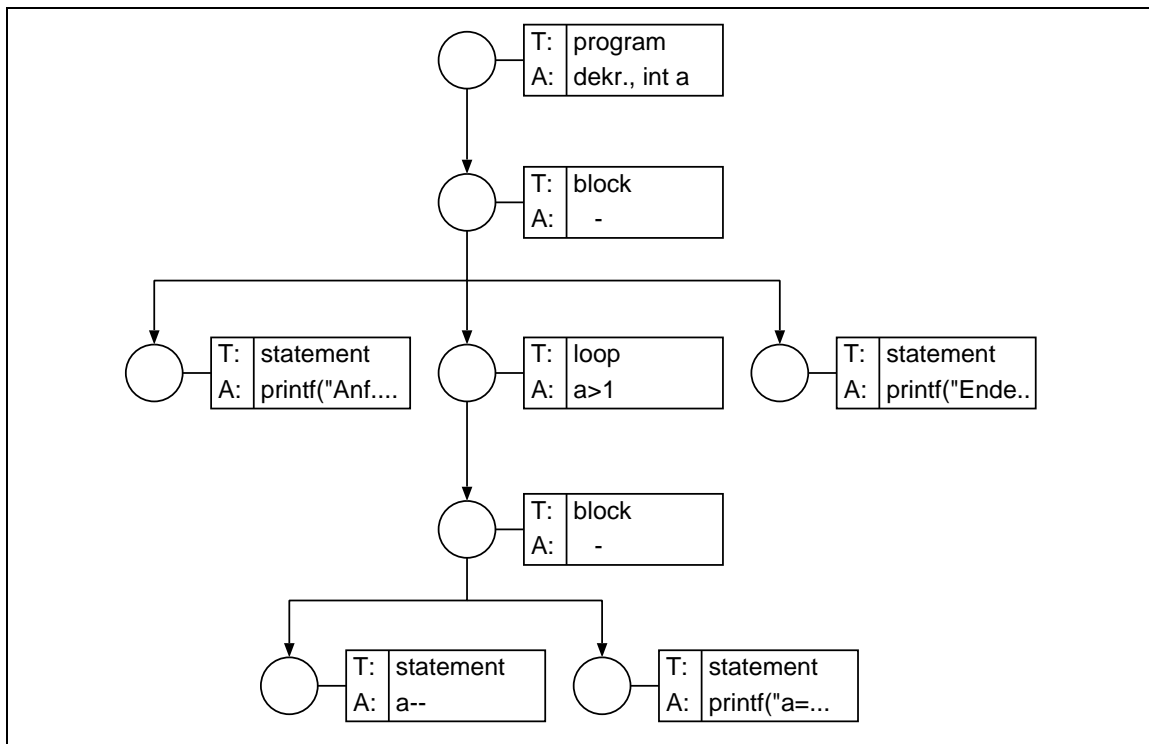 T: program
A: dekr., int a
T: block
A: -
T: statement
A: printf("Anf....
T: loop
A: a>1
T: statement
A: printf("Ende..
T: block
A: -
T: statement
A: a--
T: statement
A: printf("a=...